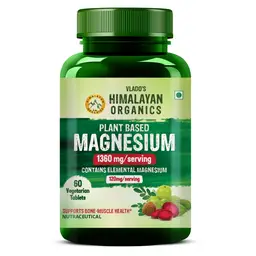 VLADO'S
HIMALAYAN
ORGANICS
PLANT BASED
MAGNESIUM
1360 mg/serving
CONTAINS ELEMENTAL MAGNESIUM
120mg/serving
60
Vegetarian
Tablets
SUPPORTS BONE-MUSCLE HEALTH*
NUTRACEUTICAL